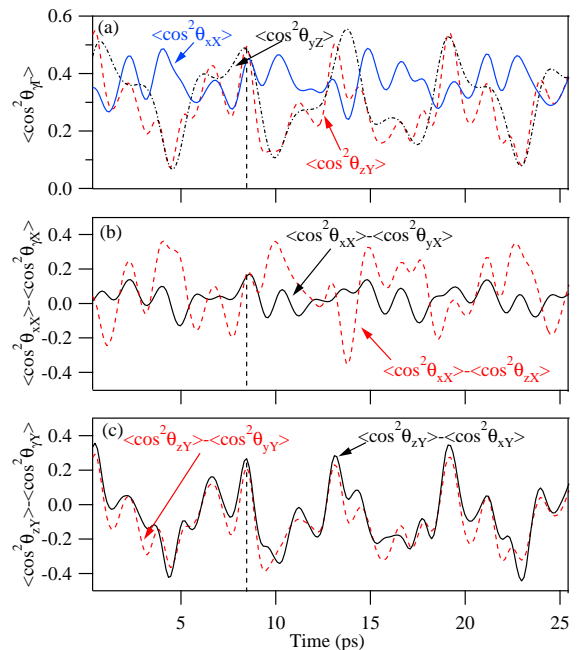 (a)
<cos²θxX>
<cos²θyZ>
<cos²θzY>
<cos²θγΓ>
0.6
0.4
0.2
0.0
(b)
<cos²θxX>-<cos²θyX>
<cos²θxX>-<cos²θzX>
<cos²θxX>-<cos²θγX>
0.4
0.2
0.0
-0.2
-0.4
(c)
<cos²θzY>-<cos²θxY>
<cos²θzY>-<cos²θyY>
<cos²θzY>-<cos²θγY>
0.4
0.2
0.0
-0.2
-0.4
5 10 15 20 25
Time (ps)